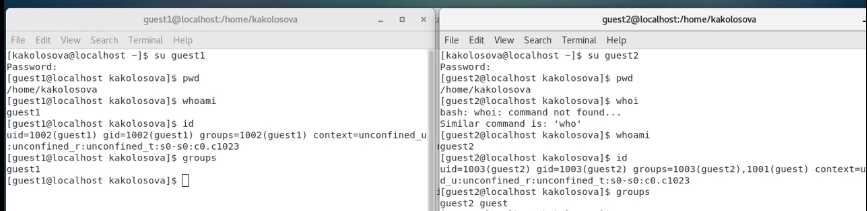 guest1@localhost:/home/kakolosova
File Edit View Search Terminal Help
[kakolosova@localhost ~]$ su guest1
Password:
[guest1@localhost kakolosova]$ pwd
/home/kakolosova
[guest1@localhost kakolosova]$ whoami
guest1
[guest1@localhost kakolosova]$ id
uid=1002(guest1) gid=1002(guest1) groups=1002(guest1) context=unconfined_u
:unconfined_r:unconfined_t:s0-s0:c0.c1023
[guest1@localhost kakolosova]$ groups
guest1
[guest1@localhost kakolosova]$
guest2@localhost:/home/kakolosova
File Edit View Search Terminal Help
[kakolosova@localhost ~]$ su guest2
Password:
[guest2@localhost kakolosova]$ pwd
/home/kakolosova
[guest2@localhost kakolosova]$ whoi
bash: whoi: command not found...
Similar command is: 'who'
[guest2@localhost kakolosova]$ whoami
guest2
[guest2@localhost kakolosova]$ id
uid=1003(guest2) gid=1003(guest2) groups=1003(guest2),1001(guest) context=u
d_u:unconfined_r:unconfined_t:s0-s0:c0.c1023
[guest2@localhost kakolosova]$ groups
guest2 guest